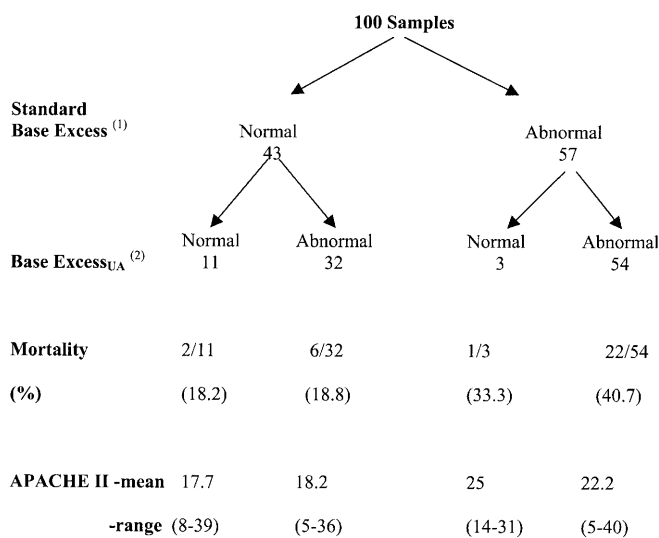 100 Samples
Standard
Base Excess (1)
Normal Abnormal
43 57
Normal Abnormal Normal Abnormal
Base ExcessUA (2) 11 32 3 54
Mortality 2/11 6/32 1/3 22/54
(%) (18.2) (18.8) (33.3) (40.7)
APACHE II -mean 17.7 18.2 25 22.2
-range (8-39) (5-36) (14-31) (5-40)